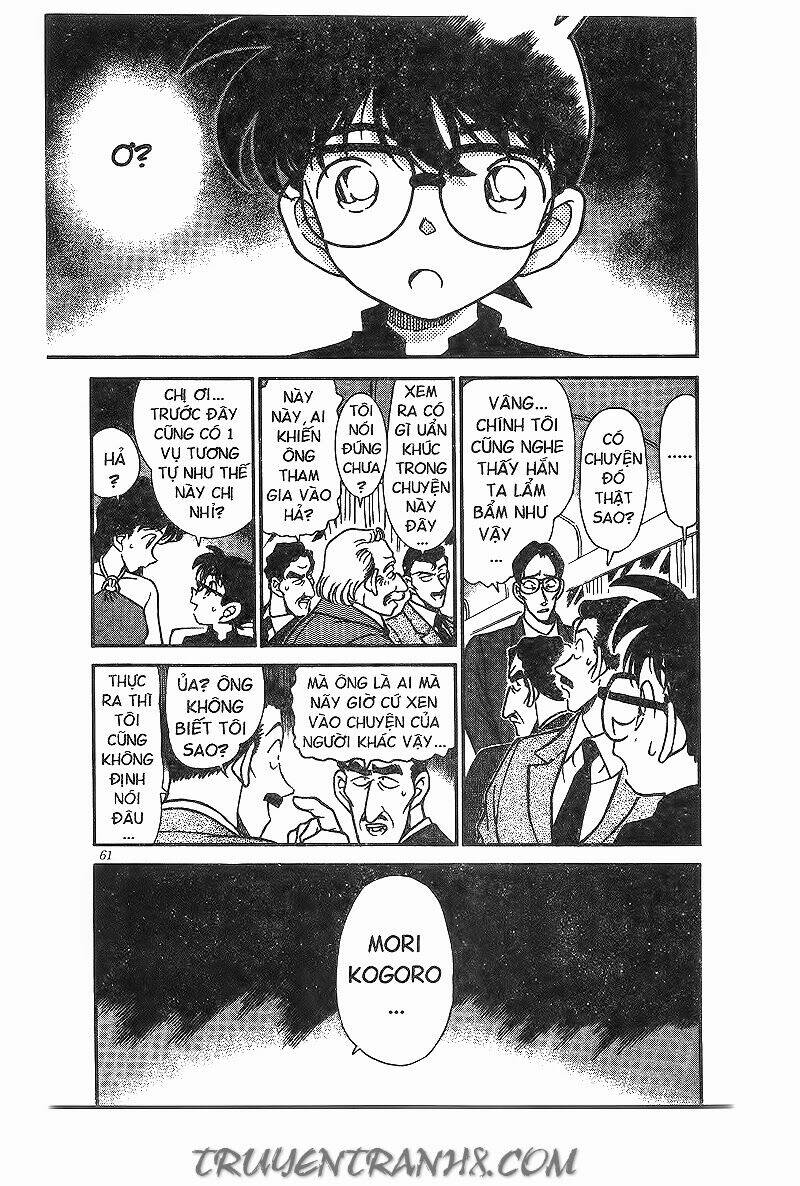 Ơ?
.....
CÓ
CHUYỆN
ĐÓ
THẬT
SAO?
VÂNG...
CHÍNH TÔI
CŨNG NGHE
THẤY HẮN
TA LẨM
BẨM NHƯ
VẬY
...
XEM
RA CÓ
GÌ UẨN
KHÚC
TRONG
CHUYỆN
NÀY
ĐÂY
...
TÔI
NÓI
ĐÚNG
CHƯA
?
NÀY
NÀY, AI
KHIẾN
ÔNG
THAM
GIA VÀO
HẢ?
CHỊ ƠI...
TRƯỚC ĐÂY
CŨNG CÓ 1
VỤ TƯƠNG
TỰ NHƯ THẾ
NÀY CHỊ
NHỈ?
HẢ
?
MÀ ÔNG LÀ AI MÀ
NÃY GIỜ CỨ XEN
VÀO CHUYỆN CỦA
NGƯỜI KHÁC VẬY...
ỦA? ÔNG
KHÔNG
BIẾT TÔI
SAO?
THỰC
RA THÌ
TÔI
CŨNG
KHÔNG
ĐỊNH
NÓI
ĐÂU
...
61
MORI
KOGORO
...
TRUYENTRANH8.COM